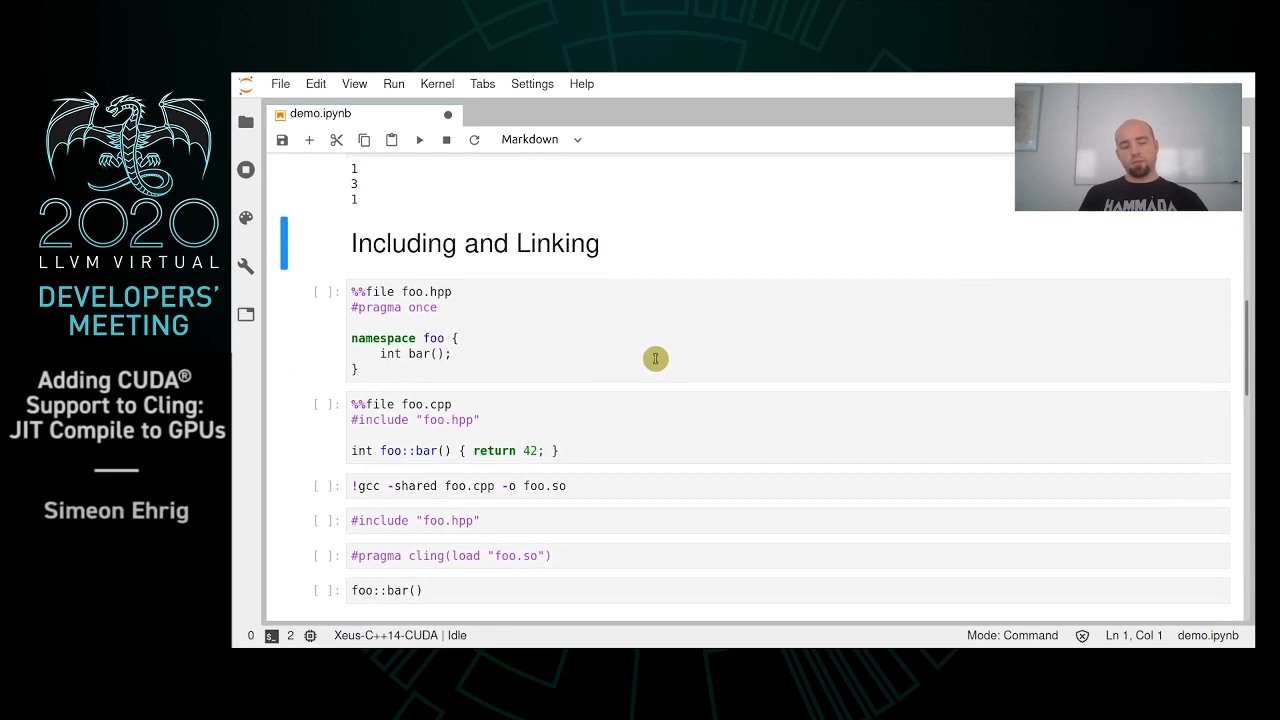 File Edit View Run Kernel Tabs Settings Help
demo.ipynb
Markdown
1
3
1
Including and Linking
[ ]: %%file foo.hpp
#pragma once
namespace foo {
int bar();
}
[ ]: %%file foo.cpp
#include "foo.hpp"
int foo::bar() { return 42; }
[ ]: !gcc -shared foo.cpp -o foo.so
[ ]: #include "foo.hpp"
[ ]: #pragma cling(load "foo.so")
[ ]: foo::bar()
0 $_ 2 Xeus-C++14-CUDA | Idle Mode: Command Ln 1, Col 1 demo.ipynb
HAMMADA
2020
LLVM VIRTUAL
DEVELOPERS'
MEETING
Adding CUDA®
Support to Cling:
JIT Compile to GPUs
Simeon Ehrig